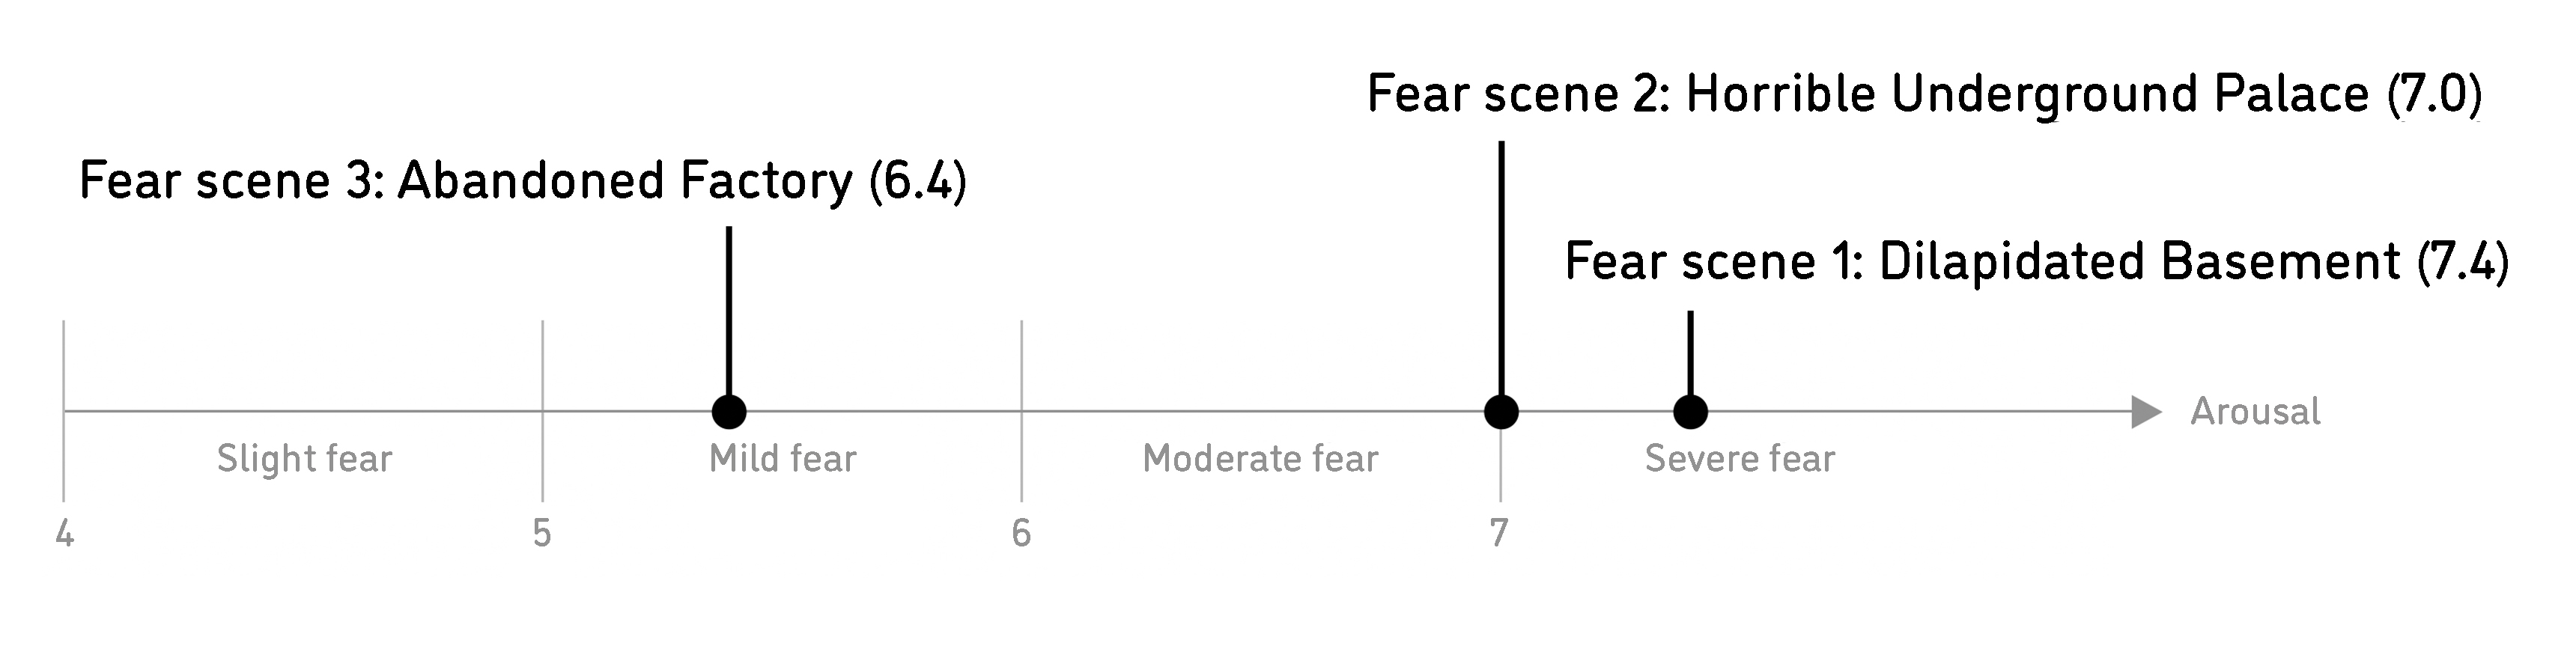 Fear scene 2: Horrible Underground Palace (7.0)
Fear scene 3: Abandoned Factory (6.4)
Fear scene 1: Dilapidated Basement (7.4)
Arousal
Slight fear
Mild fear
Moderate fear
Severe fear
4
5
6
7